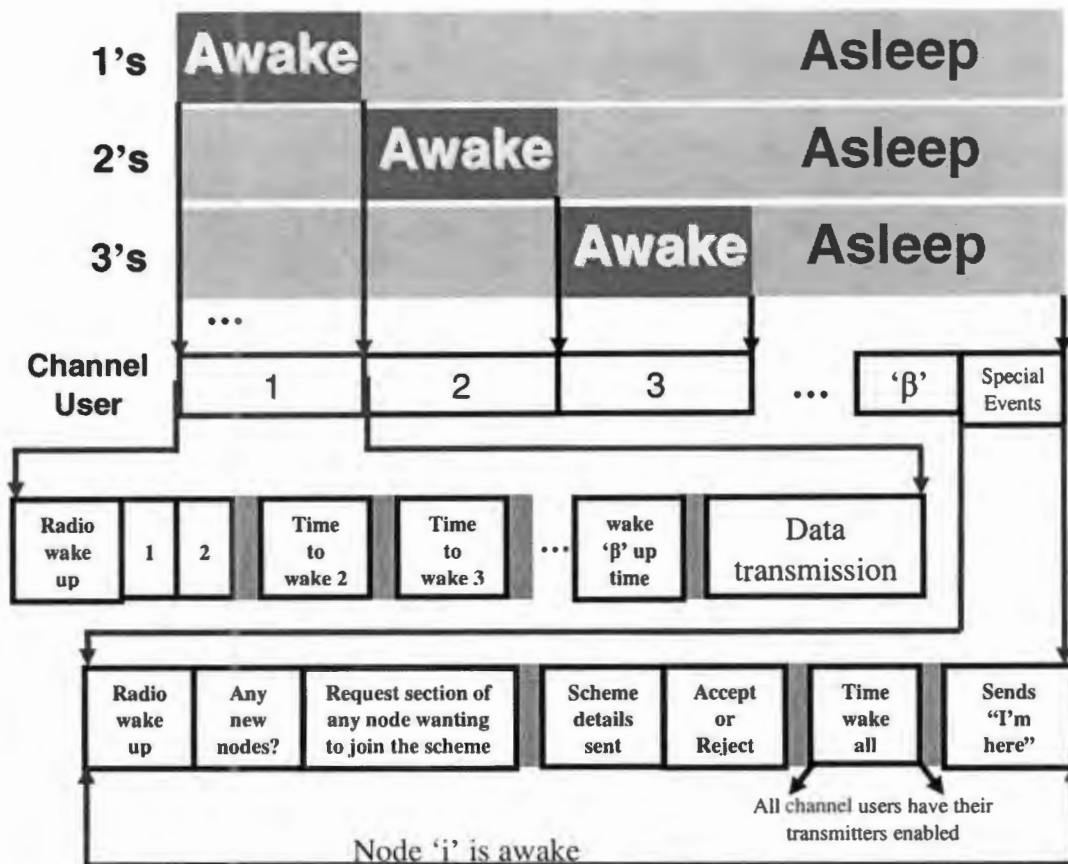 1's Awake Asleep
2's Awake Asleep
3's Awake Asleep
...
Channel
User
1 2 3 ... 'β' Special
Events
Radio
wake
up
1
2
Time
to
wake 2
Time
to
wake 3
...
wake
'β' up
time
Data
transmission
Radio
wake
up
Any
new
nodes?
Request section of
any node wanting
to join the scheme
Scheme
details
sent
Accept
or
Reject
Time
wake
all
Sends
"I'm
here"
All channel users have their
transmitters enabled
Node 'i' is awake